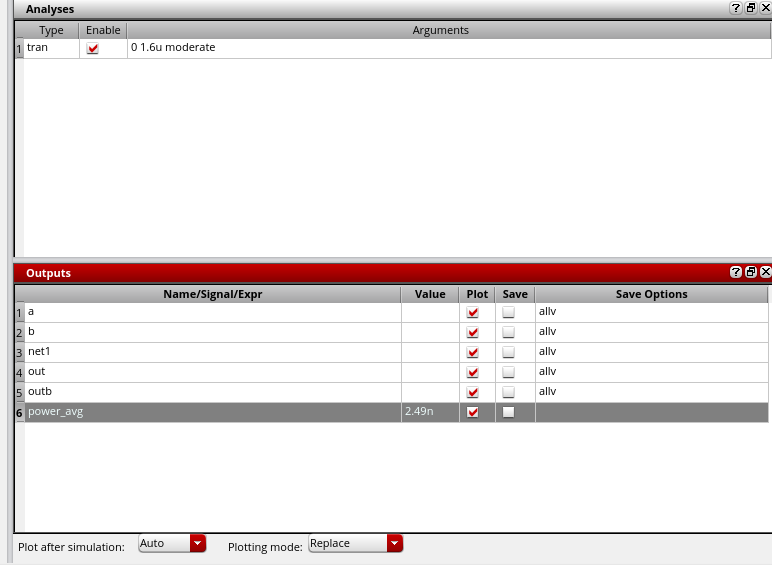 Analyses
Type Enable Arguments
1 tran 0 1.6u moderate
Outputs
Name/Signal/Expr Value Plot Save Save Options
1 a allv
2 b allv
3 net1 allv
4 out allv
5 outb allv
6 power_avg 2.49n
Plot after simulation: Auto Plotting mode: Replace